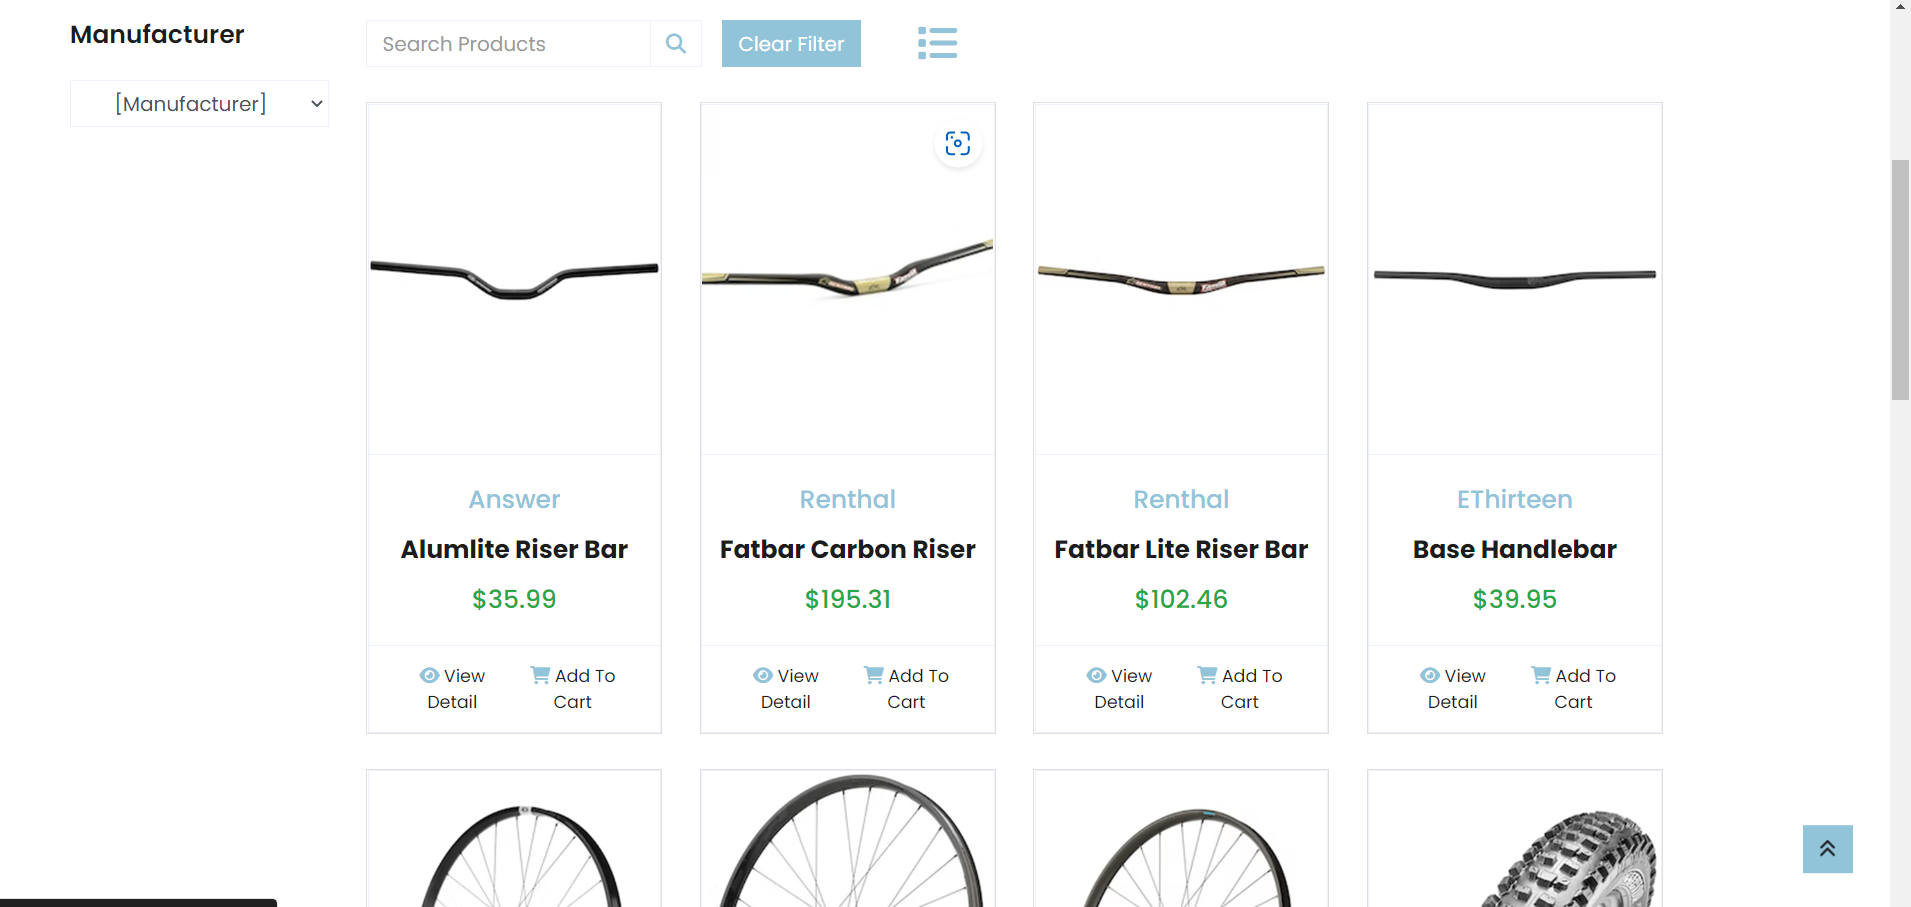 Manufacturer
[Manufacturer]
Search Products
Clear Filter
Answer
Alumlite Riser Bar
$35.99
View Detail
Add To Cart
Renthal
Fatbar Carbon Riser
$195.31
View Detail
Add To Cart
Renthal
Fatbar Lite Riser Bar
$102.46
View Detail
Add To Cart
EThirteen
Base Handlebar
$39.95
View Detail
Add To Cart